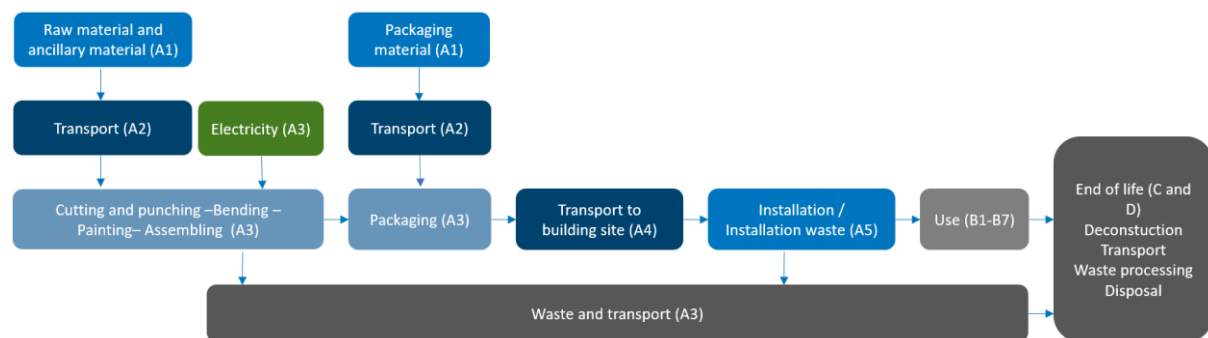 Raw material and
ancillary material (A1)
Packaging
material (A1)
Transport (A2)
Electricity (A3)
Transport (A2)
Cutting and punching –Bending –
Painting– Assembling  (A3)
Packaging (A3)
Transport to
building site (A4)
Installation /
Installation waste (A5)
Use (B1-B7)
End of life (C and
D)
Deconstuction
Transport
Waste processing
Disposal
Waste and transport (A3)